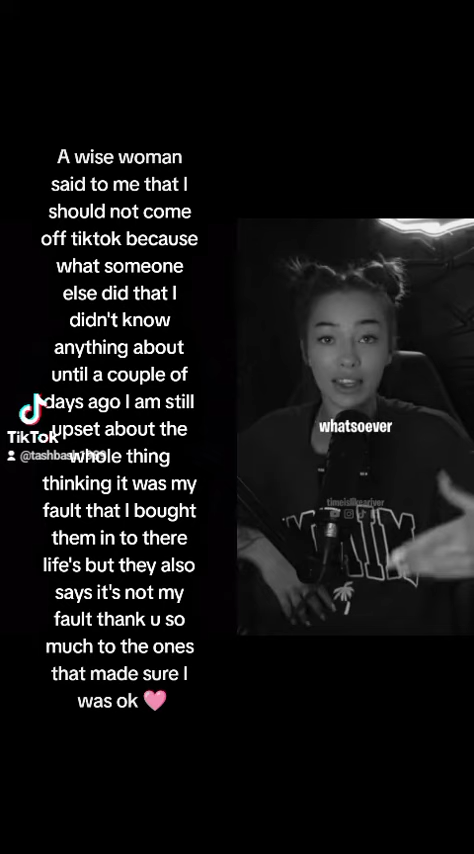 A wise woman
said to me that I
should not come
off tiktok because
what someone
else did that I
didn't know
anything about
until a couple of
days ago I am still
upset about the
whole thing
thinking it was my
fault that I bought
them in to there
life's but they also
says it's not my
fault thank u so
much to the ones
that made sure I
was ok 🩷
TikTok
whatsoever
timeislikeariver